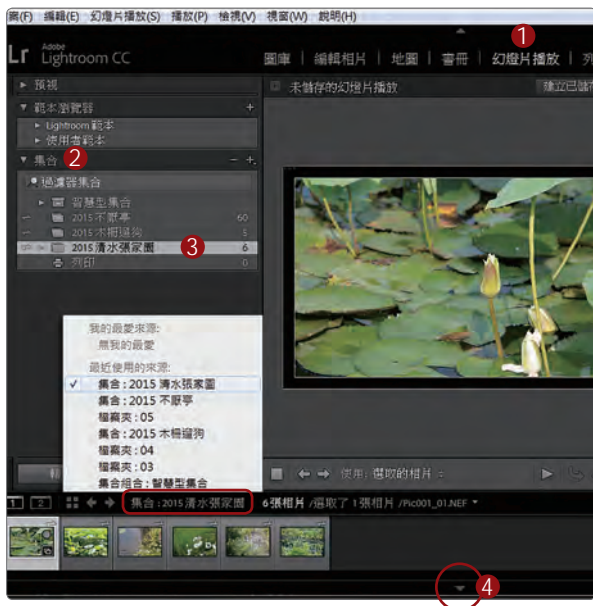 案(F) 編輯(E) 幻燈片播放(S) 播放(P) 檢視(V) 視窗(W) 說明(H)
1
Lr Adobe Lightroom CC
圖庫 | 編輯相片 | 地圖 | 書冊 | 幻燈片播放 |
預視
未儲存的幻燈片播放
範本瀏覽器 +
Lightroom 範本
使用者範本
集合 2 - +
過濾器集合
智慧型集合
2015 不厭亭 60
2015 木柵遛狗 5
2015 清水張家園 3 6
列印 0
我的最愛來源:
無我的最愛
最近使用的來源:
✓ 集合 : 2015 清水張家園
集合 : 2015 不厭亭
檔案夾 : 05
集合 : 2015 木柵遛狗
檔案夾 : 04
檔案夾 : 03
集合組合 : 智慧型集合
使用: 選取的相片
1 2 集合 : 2015 清水張家園 6 張相片 /選取了 1 張相片 /Pic001_01.NEF
4